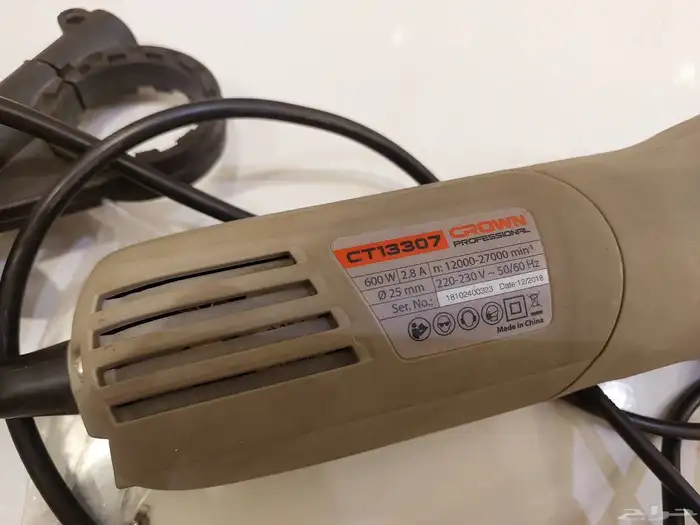 CT13307 CROWN
PROFESSIONAL
600 W 2.8 A n: 12000-27000 min⁻¹
Ø 25 mm 220-230 V ~ 50/60 Hz
Ser. No.: 18102400323 Date:12/2018
Made in China
حراج